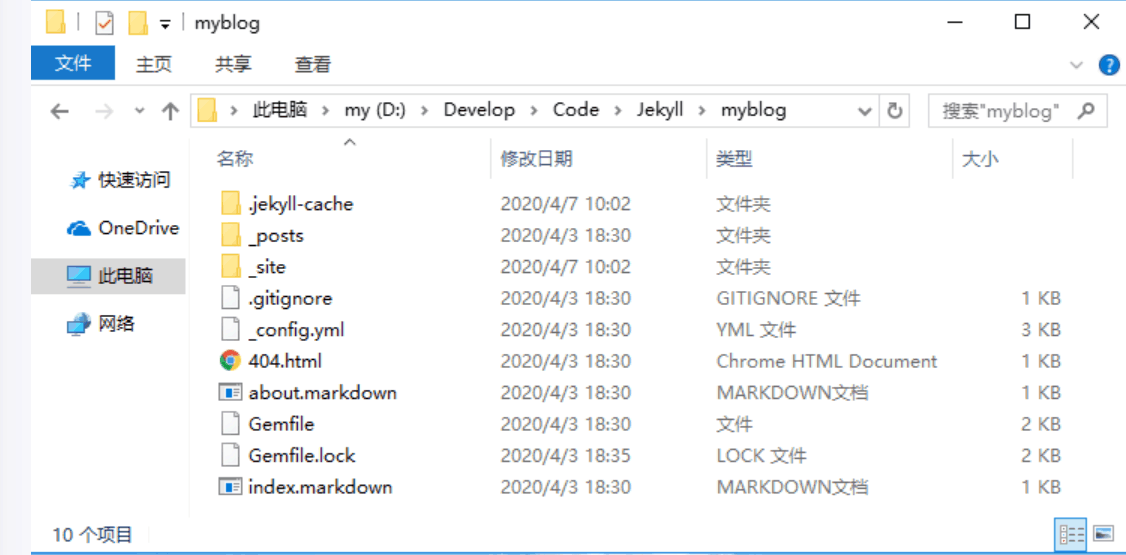 myblog
文件 主页 共享 查看
此电脑 › my (D:) › Develop › Code › Jekyll › myblog 搜索"myblog"
快速访问
OneDrive
此电脑
网络
名称 修改日期 类型 大小
.jekyll-cache 2020/4/7 10:02 文件夹
_posts 2020/4/3 18:30 文件夹
_site 2020/4/7 10:02 文件夹
.gitignore 2020/4/3 18:30 GITIGNORE 文件 1 KB
_config.yml 2020/4/3 18:30 YML 文件 3 KB
404.html 2020/4/3 18:30 Chrome HTML Document 1 KB
about.markdown 2020/4/3 18:30 MARKDOWN文档 1 KB
Gemfile 2020/4/3 18:30 文件 2 KB
Gemfile.lock 2020/4/3 18:35 LOCK 文件 2 KB
index.markdown 2020/4/3 18:30 MARKDOWN文档 1 KB
10 个项目